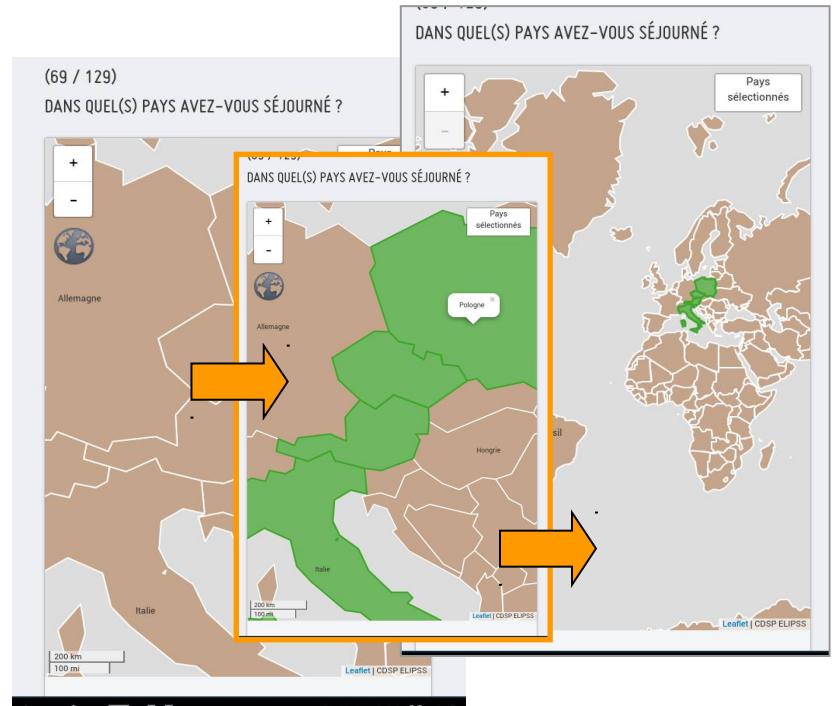 (69 / 129)
DANS QUEL(S) PAYS AVEZ-VOUS SÉJOURNÉ ?
+
-
Allemagne
Italie
200 km
100 mi
Leaflet | CDSP ELIPSS
DANS QUEL(S) PAYS AVEZ-VOUS SÉJOURNÉ ?
+
-
Pays
sélectionnés
Pologne ×
Allemagne
Hongrie
Italie
200 km
100 mi
Leaflet | CDSP ELIPSS
DANS QUEL(S) PAYS AVEZ-VOUS SÉJOURNÉ ?
+
-
Pays
sélectionnés
sil
Leaflet | CDSP ELIPSS